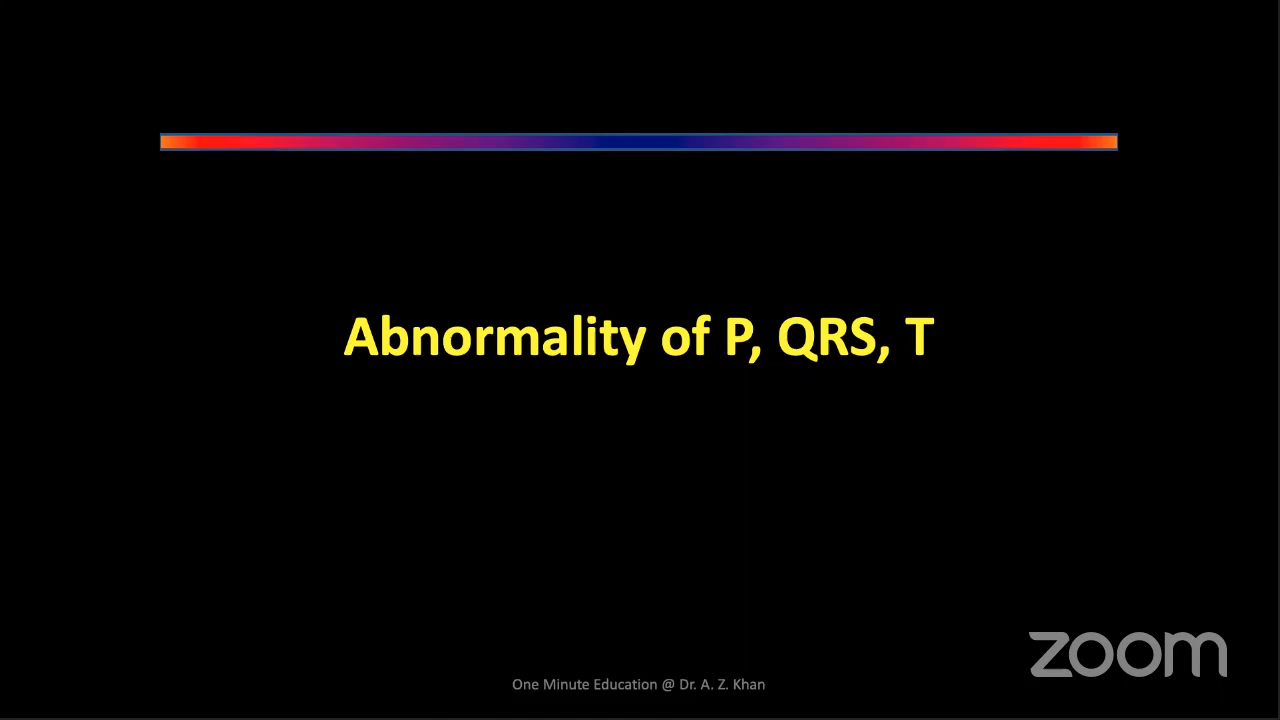 Abnormality of P, QRS, T
zoom
One Minute Education @ Dr. A. Z. Khan